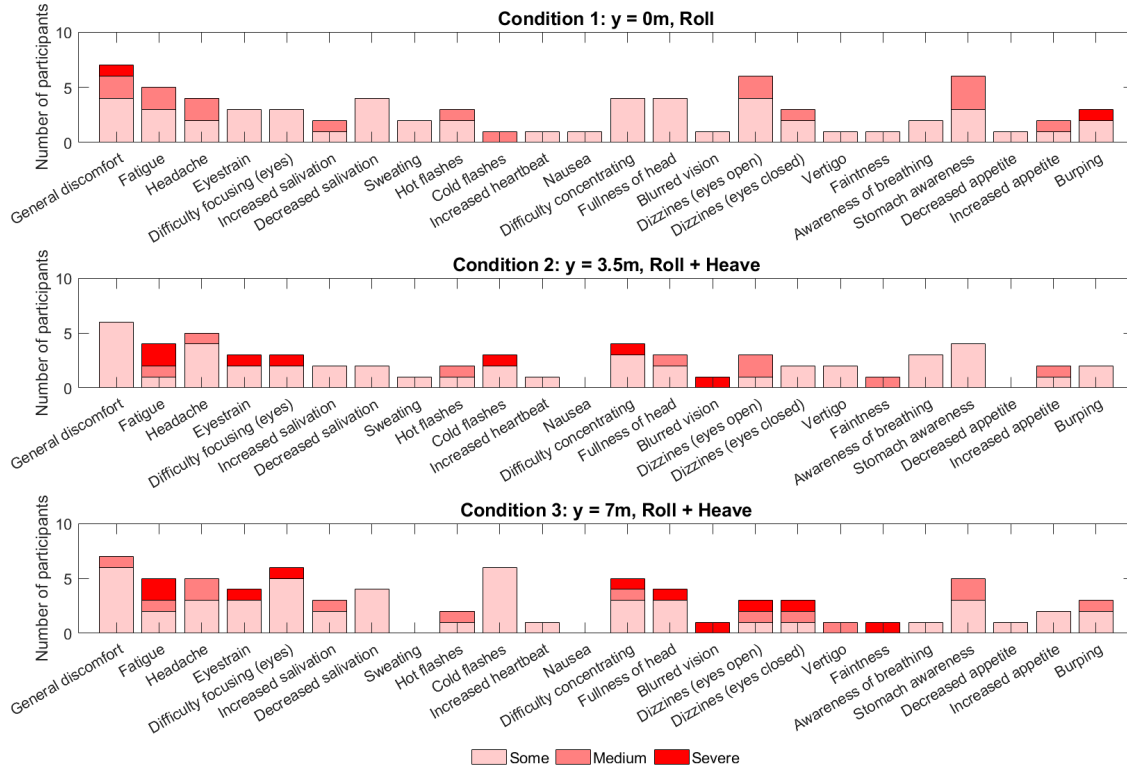 Condition 1: y = 0m, Roll
Number of participants
10
5
0
General discomfort
Fatigue
Headache
Eyestrain
Difficulty focusing (eyes)
Increased salivation
Decreased salivation
Sweating
Hot flashes
Cold flashes
Increased heartbeat
Nausea
Difficulty concentrating
Fullness of head
Blurred vision
Dizzines (eyes open)
Dizzines (eyes closed)
Vertigo
Faintness
Awareness of breathing
Stomach awareness
Decreased appetite
Increased appetite
Burping
Condition 2: y = 3.5m, Roll + Heave
Number of participants
10
5
0
General discomfort
Fatigue
Headache
Eyestrain
Difficulty focusing (eyes)
Increased salivation
Decreased salivation
Sweating
Hot flashes
Cold flashes
Increased heartbeat
Nausea
Difficulty concentrating
Fullness of head
Blurred vision
Dizzines (eyes open)
Dizzines (eyes closed)
Vertigo
Faintness
Awareness of breathing
Stomach awareness
Decreased appetite
Increased appetite
Burping
Condition 3: y = 7m, Roll + Heave
Number of participants
10
5
0
General discomfort
Fatigue
Headache
Eyestrain
Difficulty focusing (eyes)
Increased salivation
Decreased salivation
Sweating
Hot flashes
Cold flashes
Increased heartbeat
Nausea
Difficulty concentrating
Fullness of head
Blurred vision
Dizzines (eyes open)
Dizzines (eyes closed)
Vertigo
Faintness
Awareness of breathing
Stomach awareness
Decreased appetite
Increased appetite
Burping
Some Medium Severe